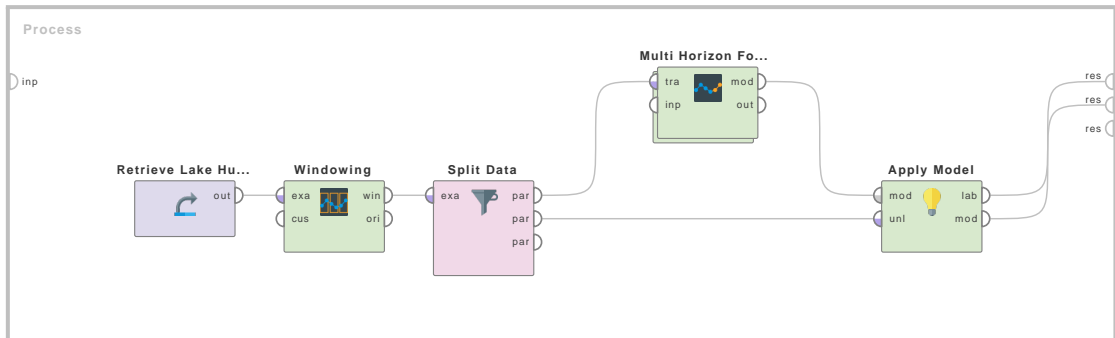 Process
inp
Multi Horizon Fo...
tra mod
inp out
res
res
res
Retrieve Lake Hu...
out
Windowing
exa win
cus ori
Split Data
exa par
par
par
Apply Model
mod lab
unl mod